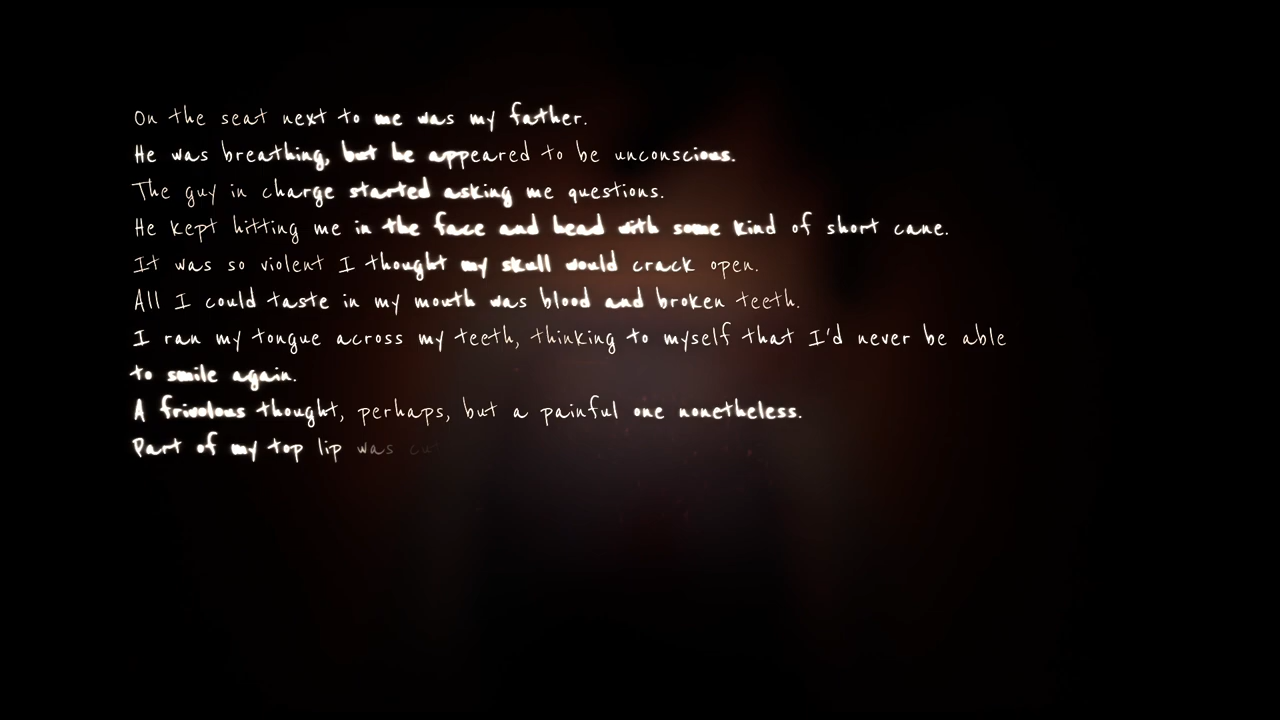 On the seat next to me was my father.
He was breathing, but he appeared to be unconscious.
The guy in charge started asking me questions.
He kept hitting me in the face and head with some kind of short cane.
It was so violent I thought my skull would crack open.
All I could taste in my mouth was blood and broken teeth.
I ran my tongue across my teeth, thinking to myself that I'd never be able
to smile again.
A frivolous thought, perhaps, but a painful one nonetheless.
Part of my top lip was cut